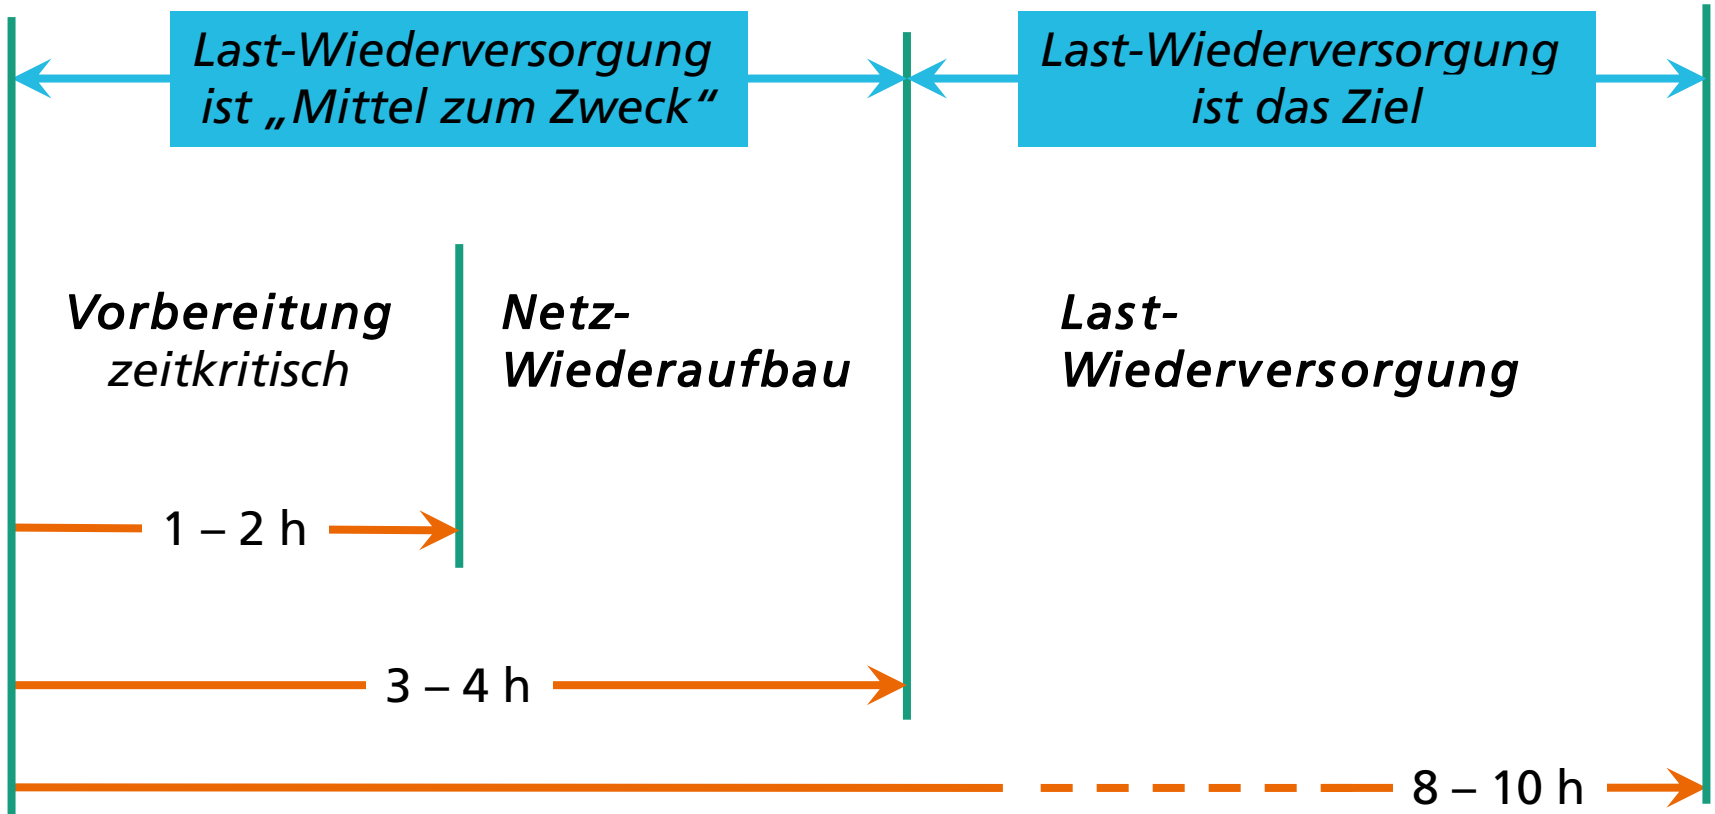 Last-Wiederversorgung
ist „Mittel zum Zweck“
Last-Wiederversorgung
ist das Ziel
Vorbereitung
zeitkritisch
Netz-
Wiederaufbau
Last-
Wiederversorgung
1 – 2 h
3 – 4 h
8 – 10 h